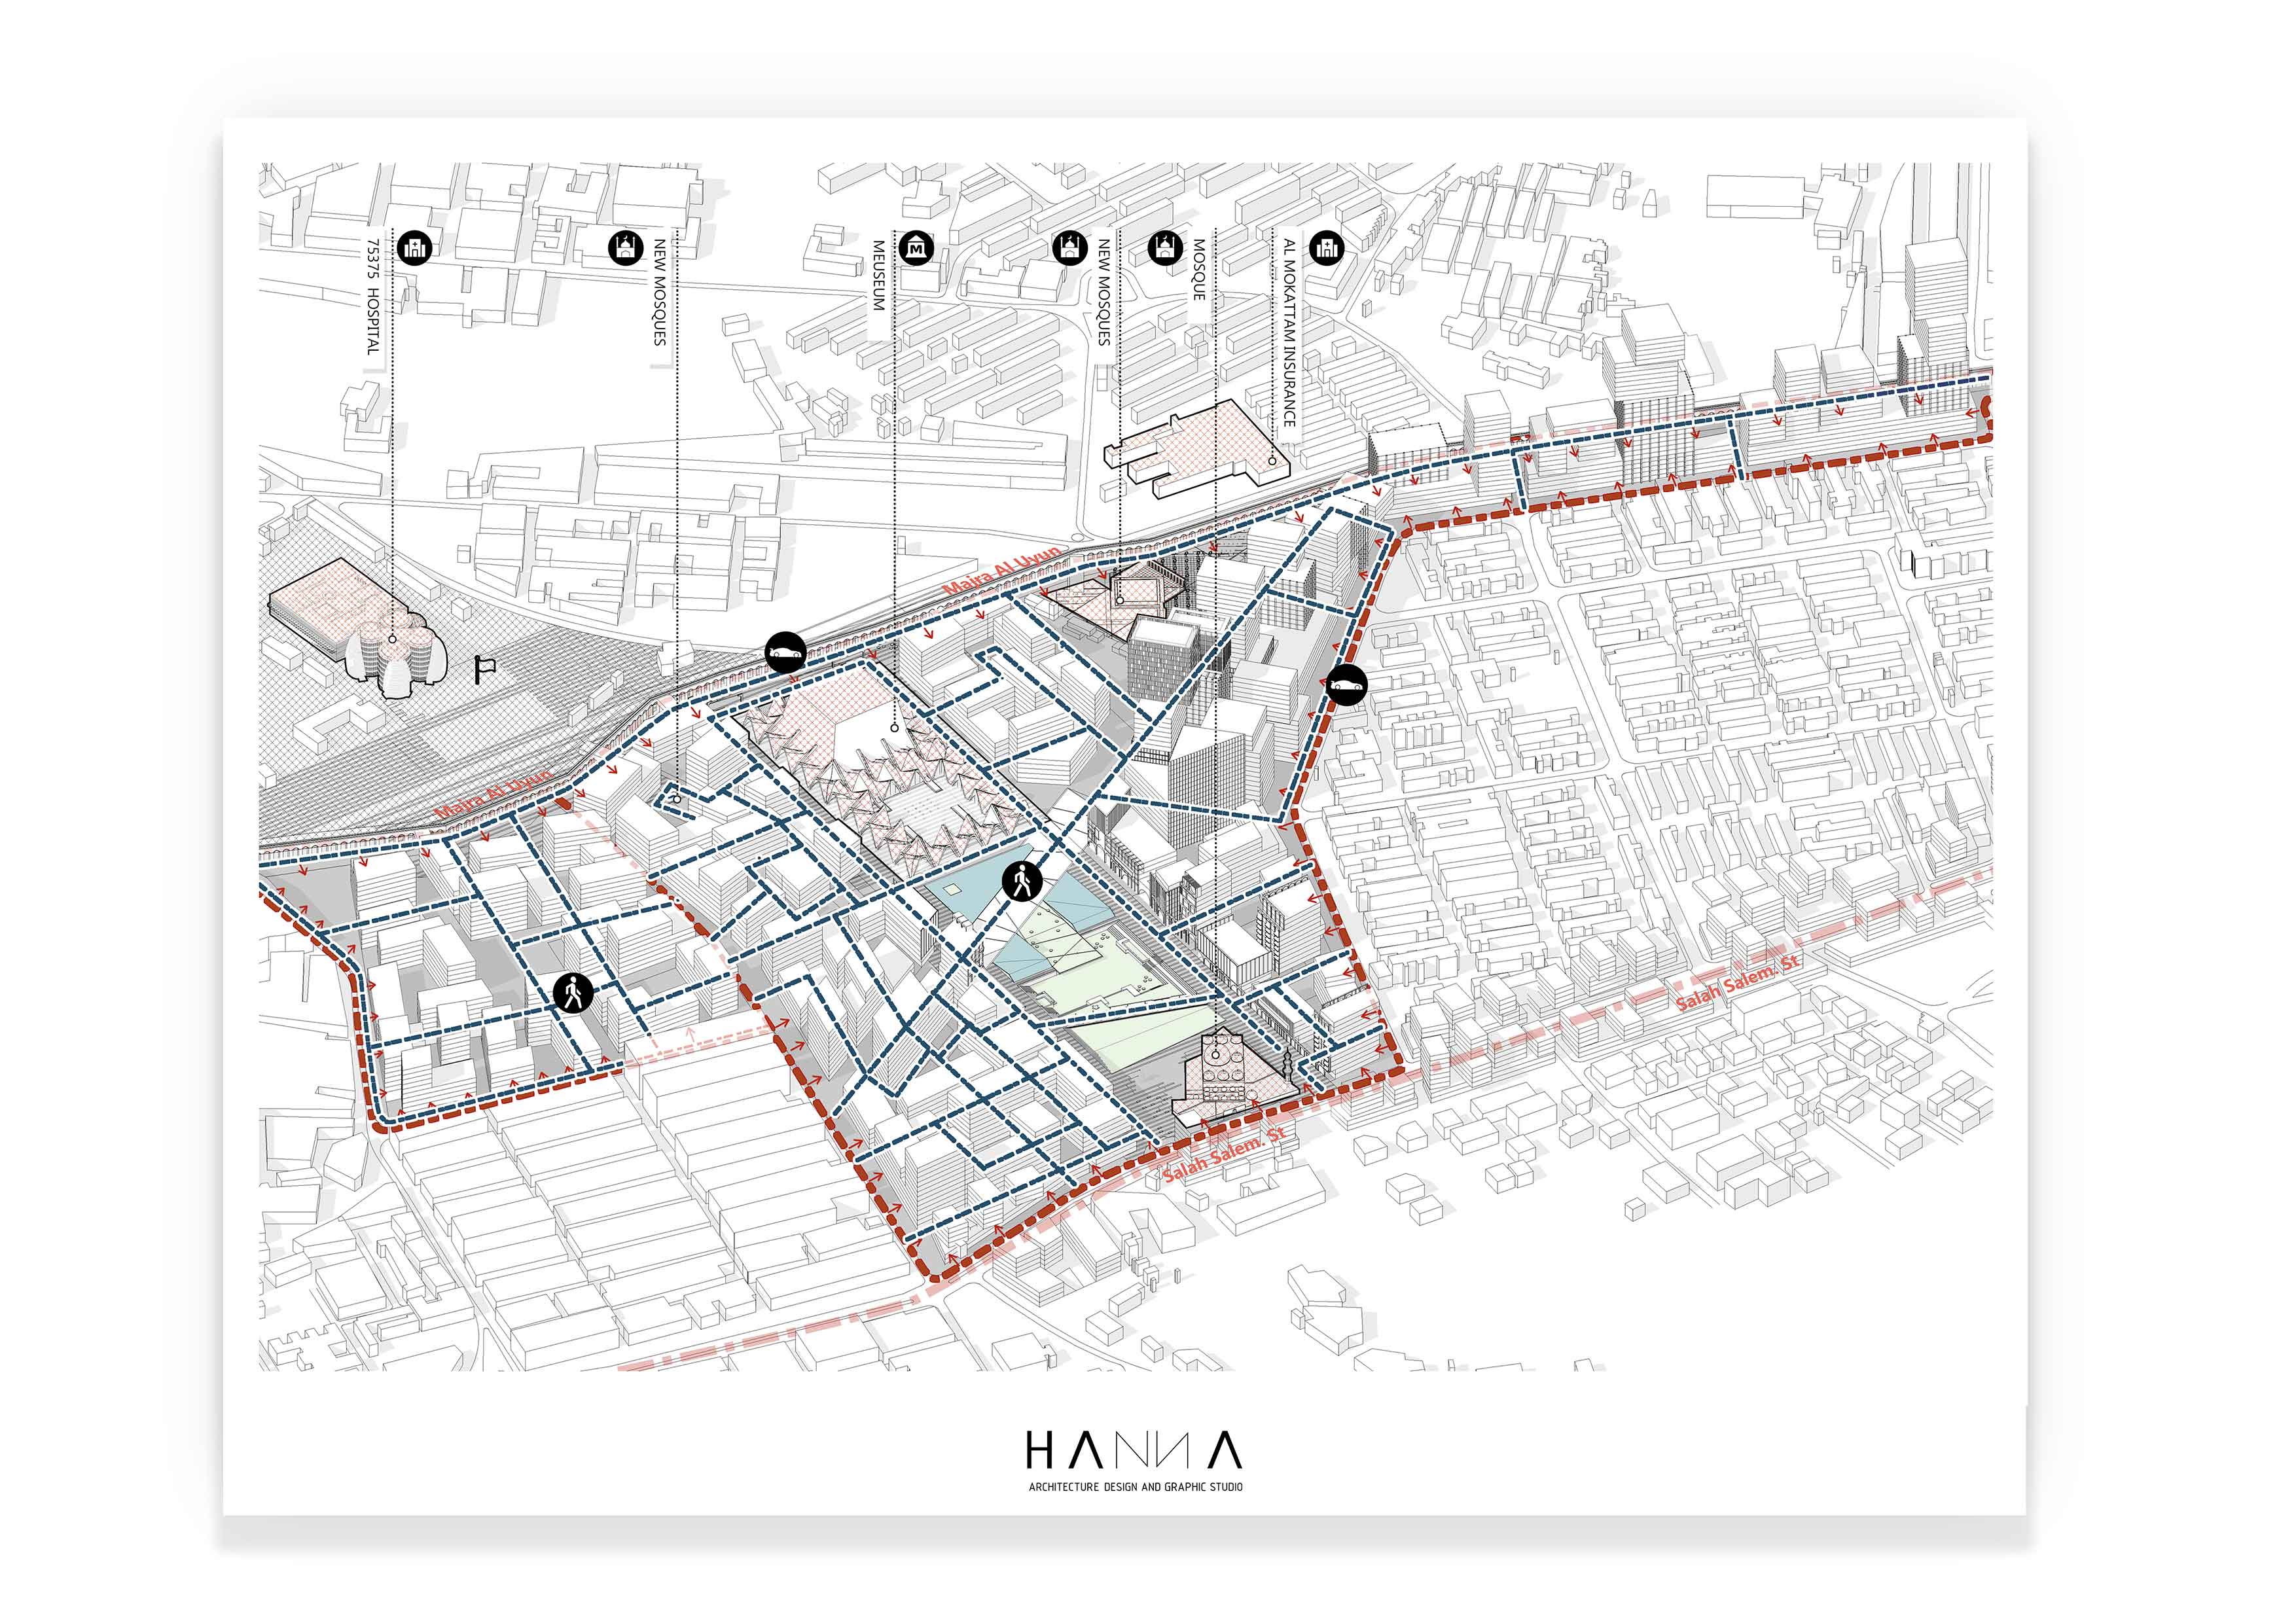 75375 HOSPITAL
NEW MOSQUES
MEUSEUM
M
NEW MOSQUES
MOSQUE
AL MOKATTAM INSURANCE
Majra Al Uyun
Majra Al Uyun
Salah Salem. St
Salah Salem. St
HANNA
ARCHITECTURE DESIGN AND GRAPHIC STUDIO